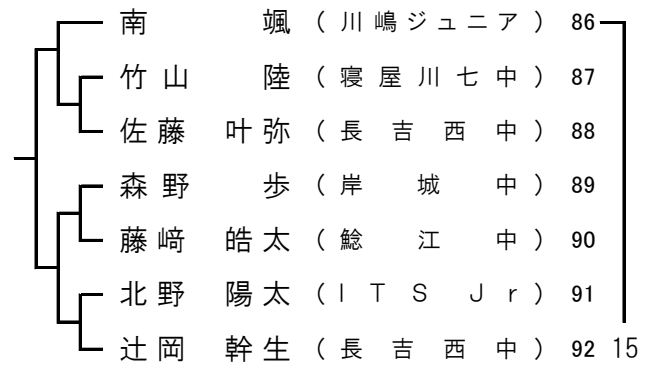 南 颯 (川嶋ジュニア) 86
竹山 陸 (寝屋川七中) 87
佐藤 叶弥 (長吉西中) 88
森野 歩 (岸城中) 89
藤﨑 皓太 (鯰江中) 90
北野 陽太 (ITS Jr) 91
辻岡 幹生 (長吉西中) 92 15